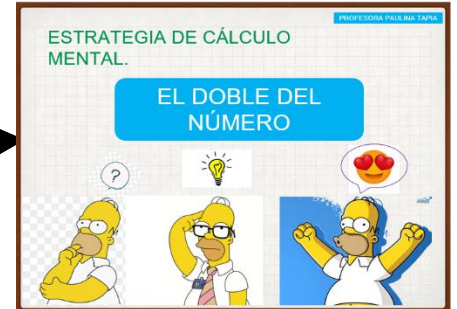 PROFESORA PAULINA TAPIA
ESTRATEGIA DE CÁLCULO
MENTAL.
EL DOBLE DEL
NÚMERO
?